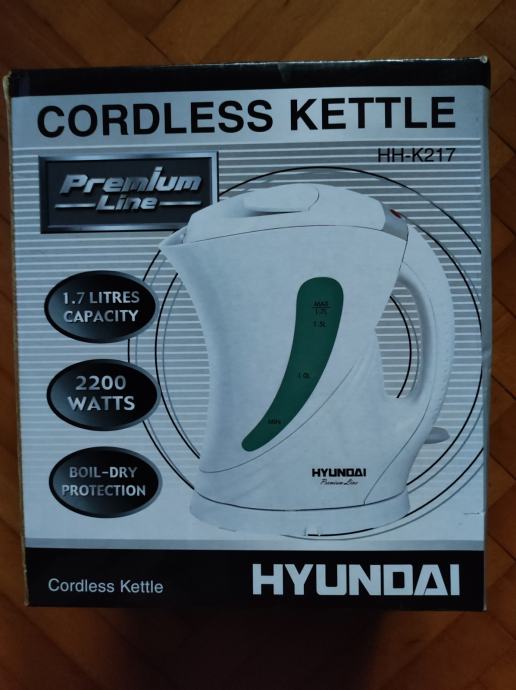 CORDLESS KETTLE
HH-K217
Premium
Line
1.7 LITRES
CAPACITY
MAX
1.7L
1.5L
2200
WATTS
1.0L
MIN
BOIL-DRY
PROTECTION
HYUNDAI
Premium Line
Cordless Kettle
HYUNDAI